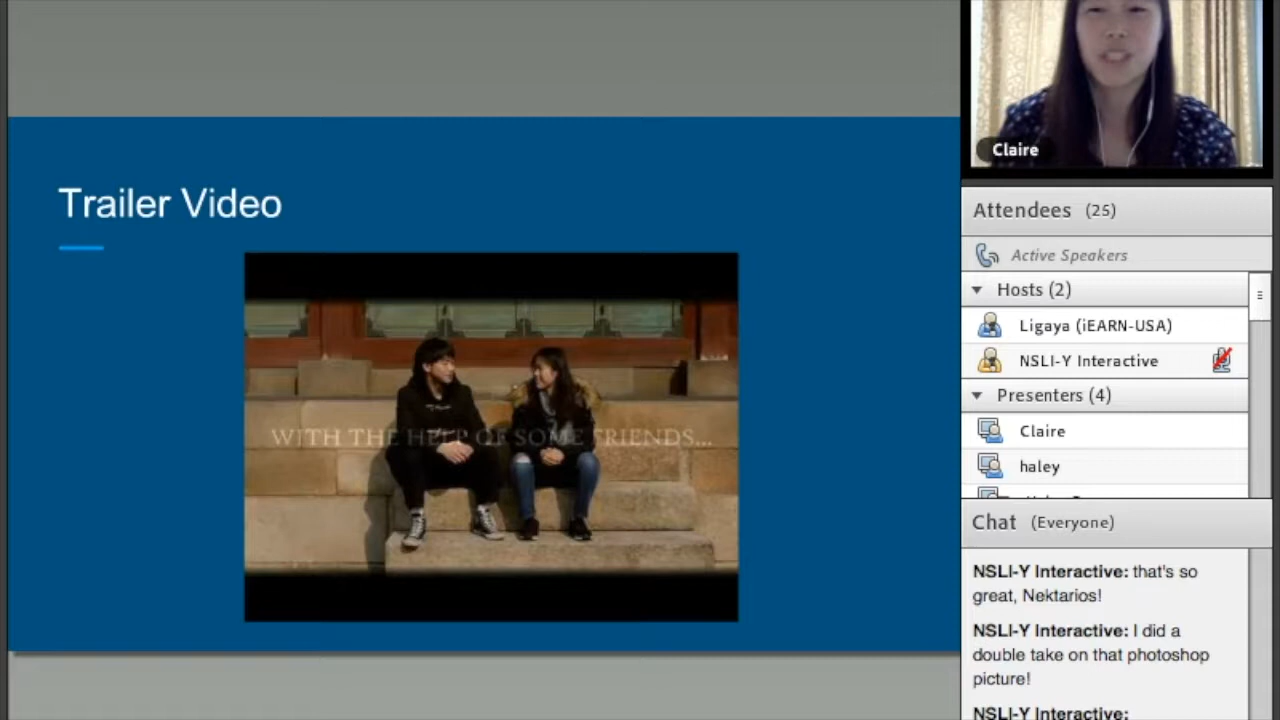 Trailer Video
WITH THE HELP OF SOME FRIENDS...
Claire
Attendees (25)
Active Speakers
Hosts (2)
Ligaya (iEARN-USA)
NSLI-Y Interactive
Presenters (4)
Claire
haley
Chat (Everyone)
NSLI-Y Interactive: that's so
great, Nektarios!
NSLI-Y Interactive: I did a
double take on that photoshop
picture!
NSLI-Y Interactive: